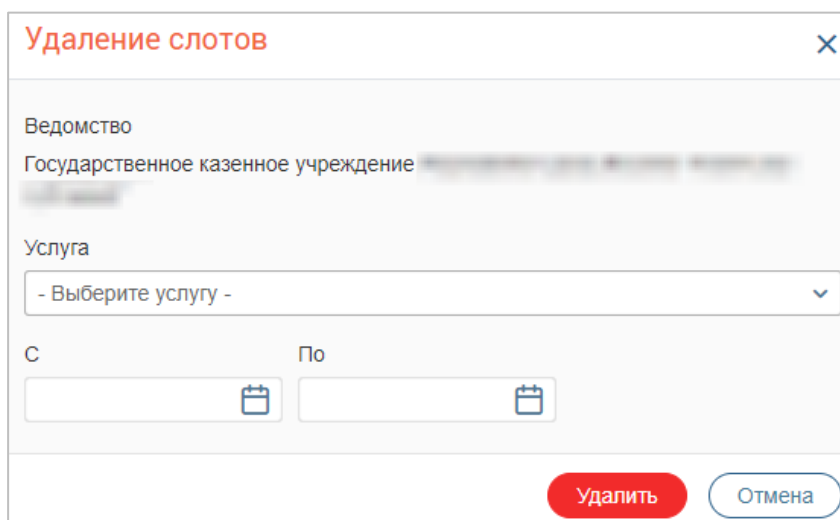 Удаление слотов
Ведомство
Государственное казенное учреждение
Услуга
- Выберите услугу -
С По
Удалить Отмена